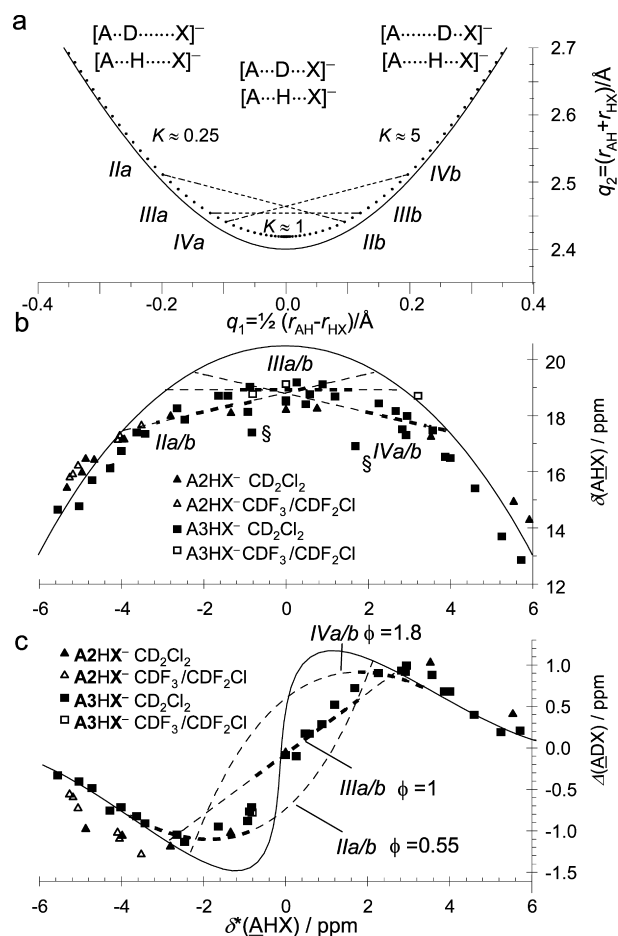 a
[A··D·······X]⁻ [A·······D··X]⁻
[A··H·····X]⁻ [A···D··X]⁻ [A·····H··X]⁻
[A···H···X]⁻
2.7
2.6
2.5
2.4
q₂=(r_AH+r_HX)/Å
K ≈ 0.25 K ≈ 5
IIa IVb
IIIa IIIb
IVa K ≈ 1 IIb
-0.4 -0.2 0.0 0.2 0.4
q₁=½ (r_AH-r_HX)/Å
b
20
18
16
14
12
δ(AHX) / ppm
IIIa/b
IIa/b § IVa/b
§
▲ A2HX⁻ CD₂Cl₂
△ A2HX⁻ CDF₃/CDF₂Cl
■ A3HX⁻ CD₂Cl₂
□ A3HX⁻ CDF₃/CDF₂Cl
-6 -4 -2 0 2 4 6
c
▲ A2HX⁻ CD₂Cl₂
△ A2HX⁻ CDF₃/CDF₂Cl
■ A3HX⁻ CD₂Cl₂
□ A3HX⁻ CDF₃/CDF₂Cl
IVa/b ϕ = 1.8
IIIa/b ϕ = 1
IIa/b ϕ = 0.55
1.0
0.5
0.0
-0.5
-1.0
-1.5
Δ(ADX) / ppm
-6 -4 -2 0 2 4 6
δ*(AHX) / ppm